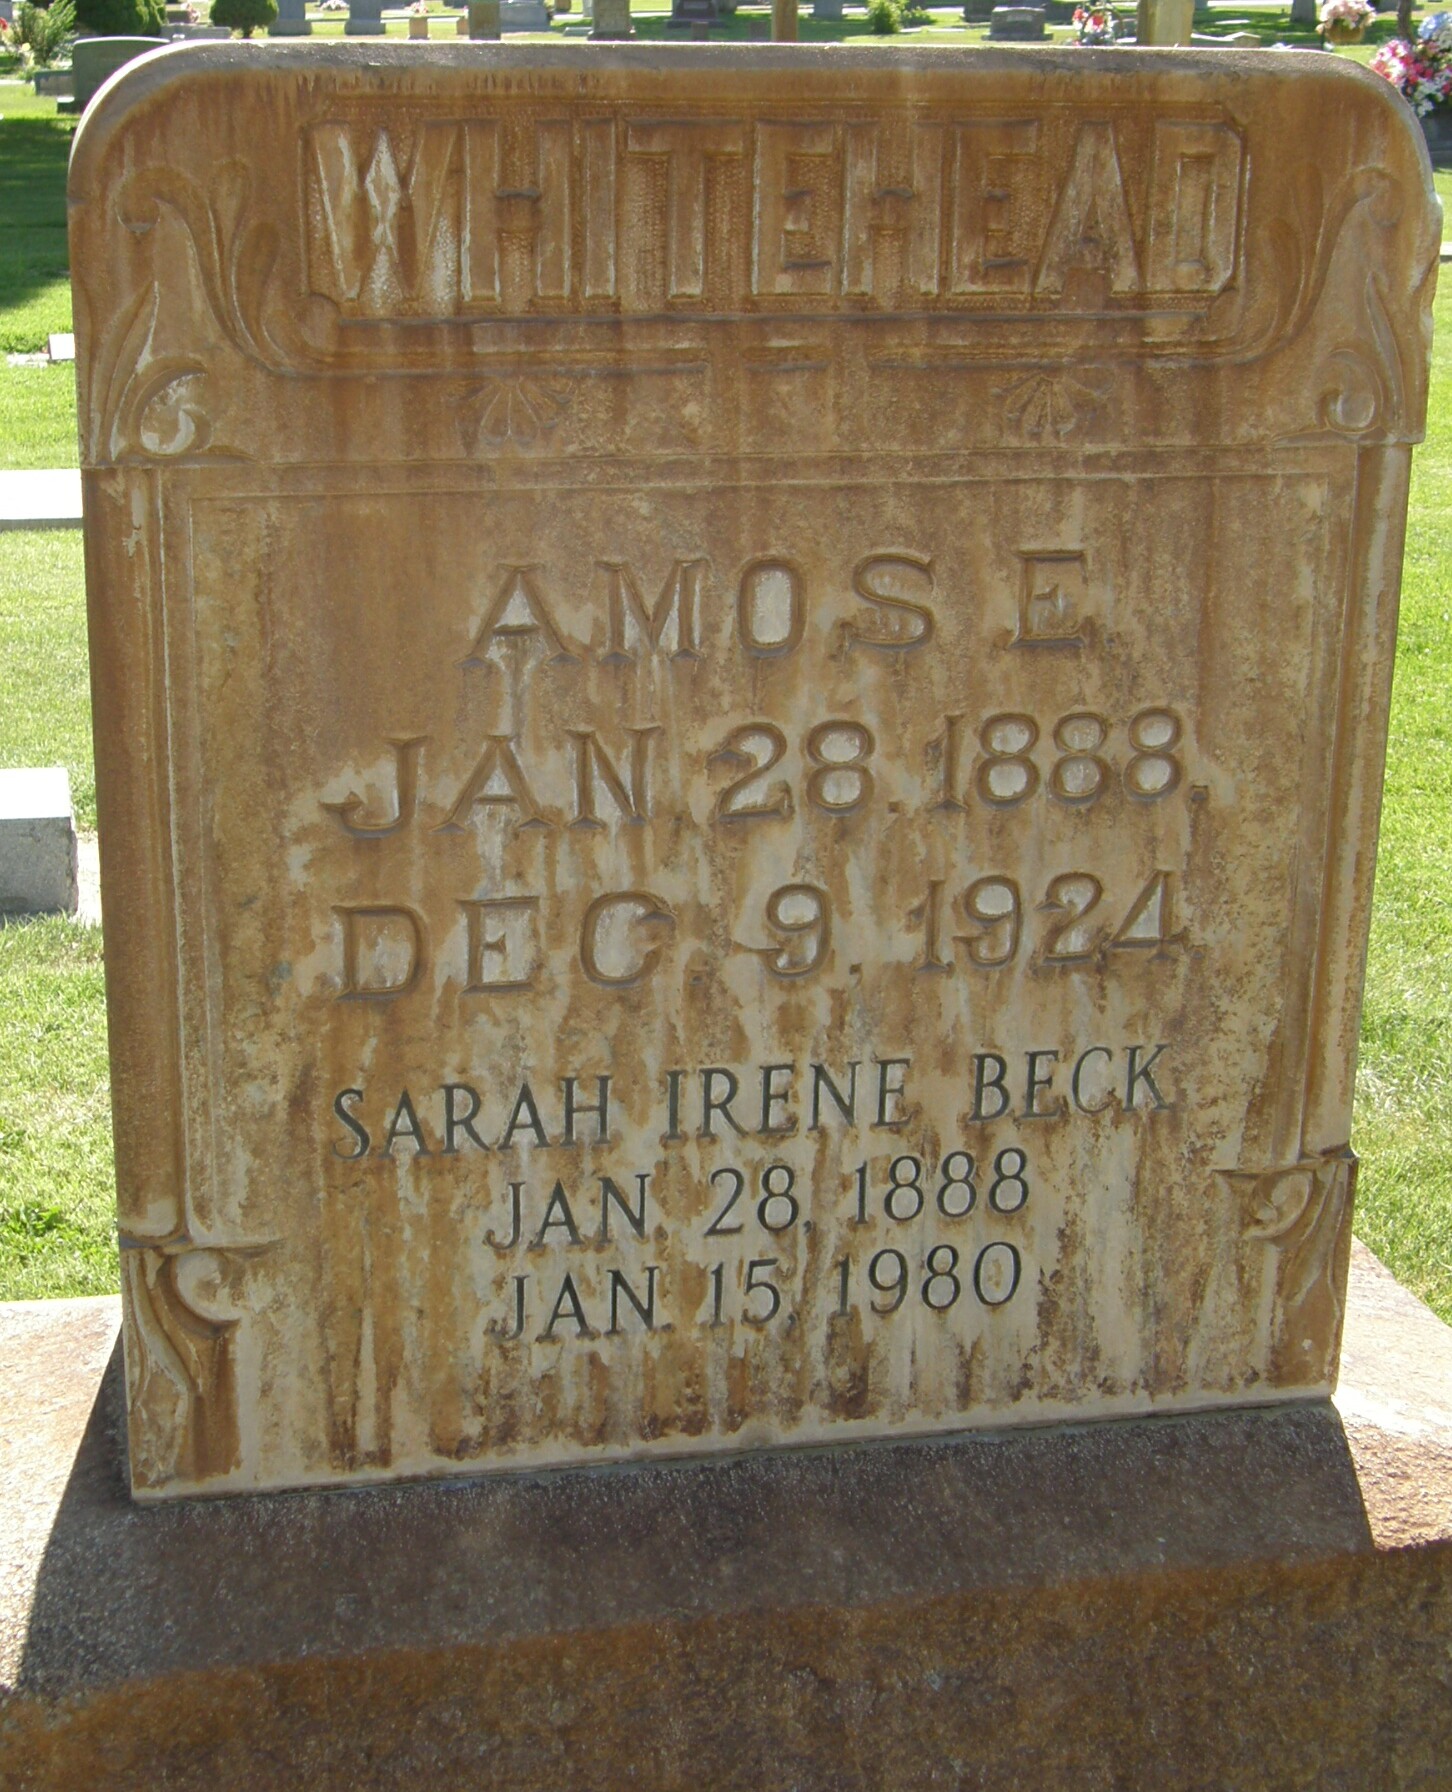 WHITEHEAD
AMOS E.
JAN. 28. 1888,
DEC. 9, 1924.
SARAH IRENE BECK
JAN. 28, 1888
JAN. 15, 1980